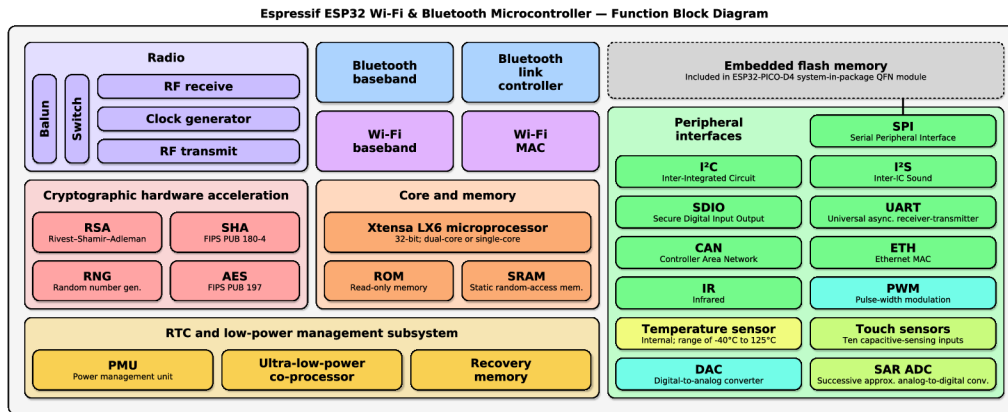 Espressif ESP32 Wi-Fi & Bluetooth Microcontroller — Function Block Diagram
Radio
Balun
Switch
RF receive
Clock generator
RF transmit
Bluetooth
baseband
Bluetooth
link
controller
Wi-Fi
baseband
Wi-Fi
MAC
Embedded flash memory
Included in ESP32-PICO-D4 system-in-package QFN module
Cryptographic hardware acceleration
RSA
Rivest–Shamir–Adleman
SHA
FIPS PUB 180-4
RNG
Random number gen.
AES
FIPS PUB 197
Core and memory
Xtensa LX6 microprocessor
32-bit; dual-core or single-core
ROM
Read-only memory
SRAM
Static random-access mem.
RTC and low-power management subsystem
PMU
Power management unit
Ultra-low-power
co-processor
Recovery
memory
Peripheral
interfaces
SPI
Serial Peripheral Interface
I²C
Inter-Integrated Circuit
I²S
Inter-IC Sound
SDIO
Secure Digital Input Output
UART
Universal async. receiver-transmitter
CAN
Controller Area Network
ETH
Ethernet MAC
IR
Infrared
PWM
Pulse-width modulation
Temperature sensor
Internal; range of -40°C to 125°C
Touch sensors
Ten capacitive-sensing inputs
DAC
Digital-to-analog converter
SAR ADC
Successive approx. analog-to-digital conv.